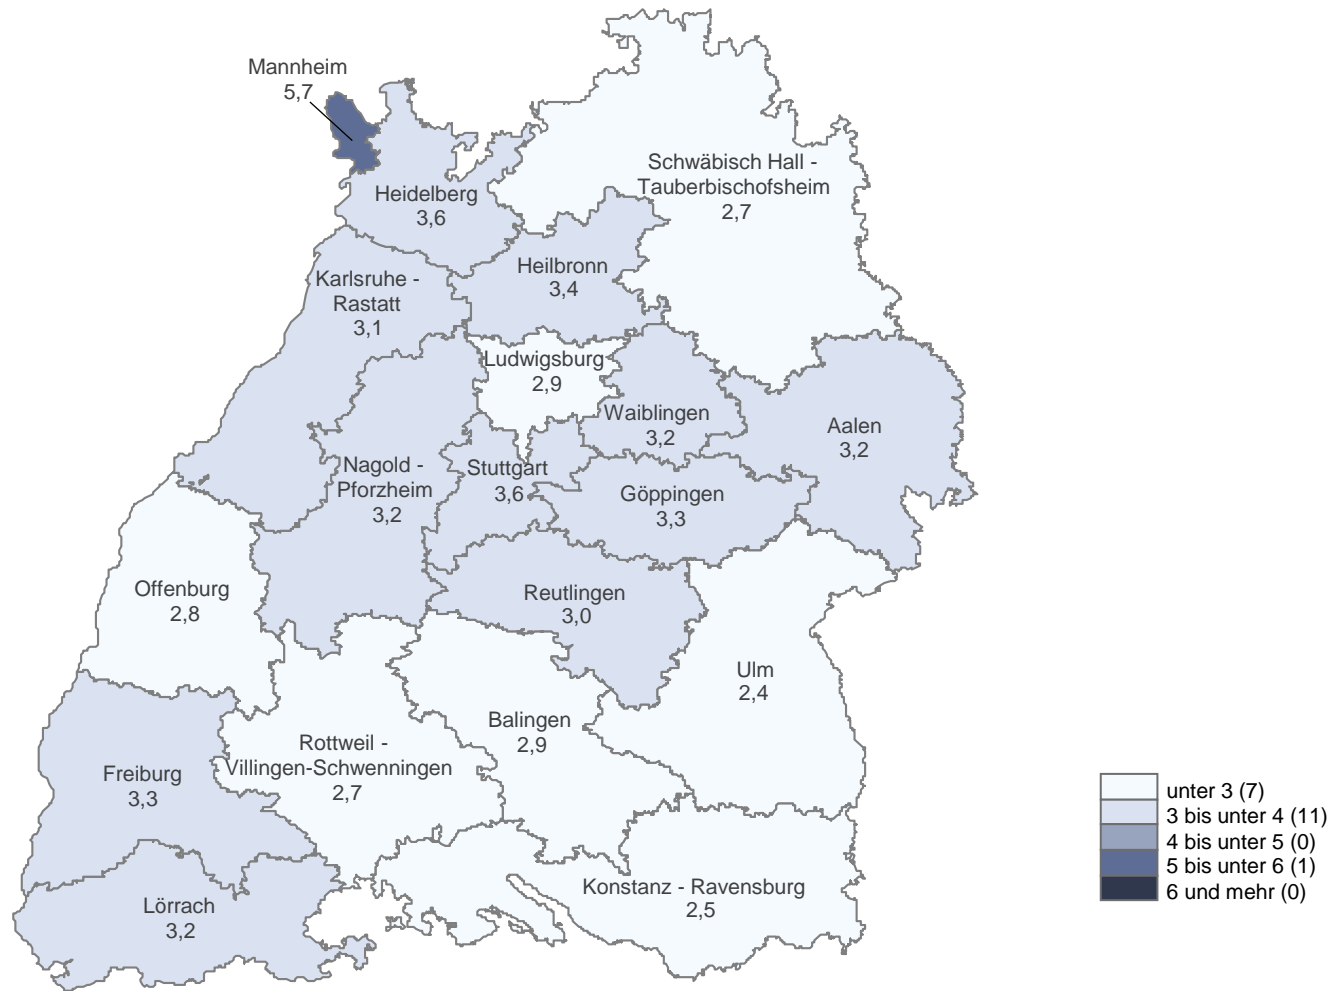 Mannheim
5,7
Schwäbisch Hall -
Tauberbischofsheim
2,7
Heidelberg
3,6
Heilbronn
3,4
Karlsruhe -
Rastatt
3,1
Ludwigsburg
2,9
Waiblingen
3,2
Aalen
3,2
Nagold -
Pforzheim
3,2
Stuttgart
3,6
Göppingen
3,3
Offenburg
2,8
Reutlingen
3,0
Ulm
2,4
Balingen
2,9
Rottweil -
Villingen-Schwenningen
2,7
Freiburg
3,3
Konstanz - Ravensburg
2,5
Lörrach
3,2
unter 3 (7)
3 bis unter 4 (11)
4 bis unter 5 (0)
5 bis unter 6 (1)
6 und mehr (0)